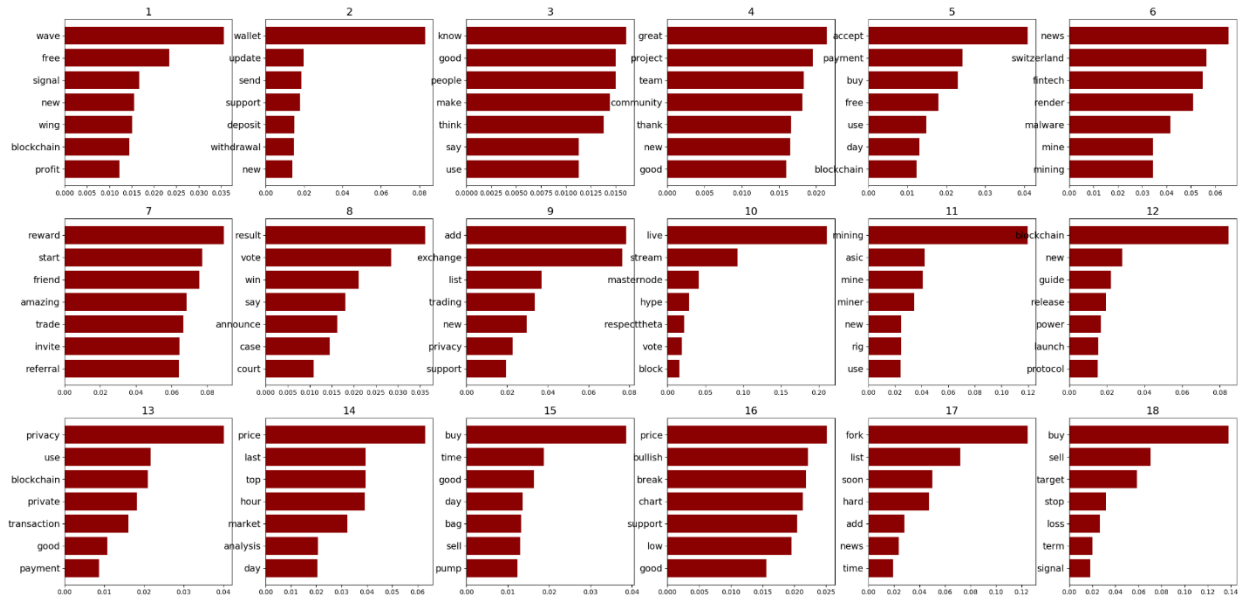 1
wave
free
signal
new
wing
blockchain
profit
0.000 0.005 0.010 0.015 0.020 0.025 0.030 0.035
2
wallet
update
send
support
deposit
withdrawal
new
0.00 0.02 0.04 0.06 0.08
3
know
good
people
make
think
say
use
0.0000 0.0025 0.0050 0.0075 0.0100 0.0125 0.0150
4
great
project
team
community
thank
new
good
0.000 0.005 0.010 0.015 0.020
5
accept
payment
buy
free
use
day
blockchain
0.00 0.01 0.02 0.03 0.04
6
news
switzerland
fintech
render
malware
mine
mining
0.00 0.01 0.02 0.03 0.04 0.05 0.06
7
reward
start
friend
amazing
trade
invite
referral
0.00 0.02 0.04 0.06 0.08
8
result
vote
win
say
announce
case
court
0.000 0.005 0.010 0.015 0.020 0.025 0.030 0.035
9
add
exchange
list
trading
new
privacy
support
0.00 0.02 0.04 0.06 0.08
10
live
stream
masternode
hype
respecttheta
vote
block
0.00 0.05 0.10 0.15 0.20
11
mining
asic
mine
miner
new
rig
use
0.00 0.02 0.04 0.06 0.08 0.10 0.12
12
blockchain
new
guide
release
power
launch
protocol
0.00 0.02 0.04 0.06 0.08
13
privacy
use
blockchain
private
transaction
good
payment
0.00 0.01 0.02 0.03 0.04
14
price
last
top
hour
market
analysis
day
0.00 0.01 0.02 0.03 0.04 0.05 0.06
15
buy
time
good
day
bag
sell
pump
0.00 0.01 0.02 0.03 0.04
16
price
bullish
break
chart
support
low
good
0.000 0.005 0.010 0.015 0.020 0.025
17
fork
list
soon
hard
add
news
time
0.00 0.02 0.04 0.06 0.08 0.10 0.12
18
buy
sell
target
stop
loss
term
signal
0.00 0.02 0.04 0.06 0.08 0.10 0.12 0.14